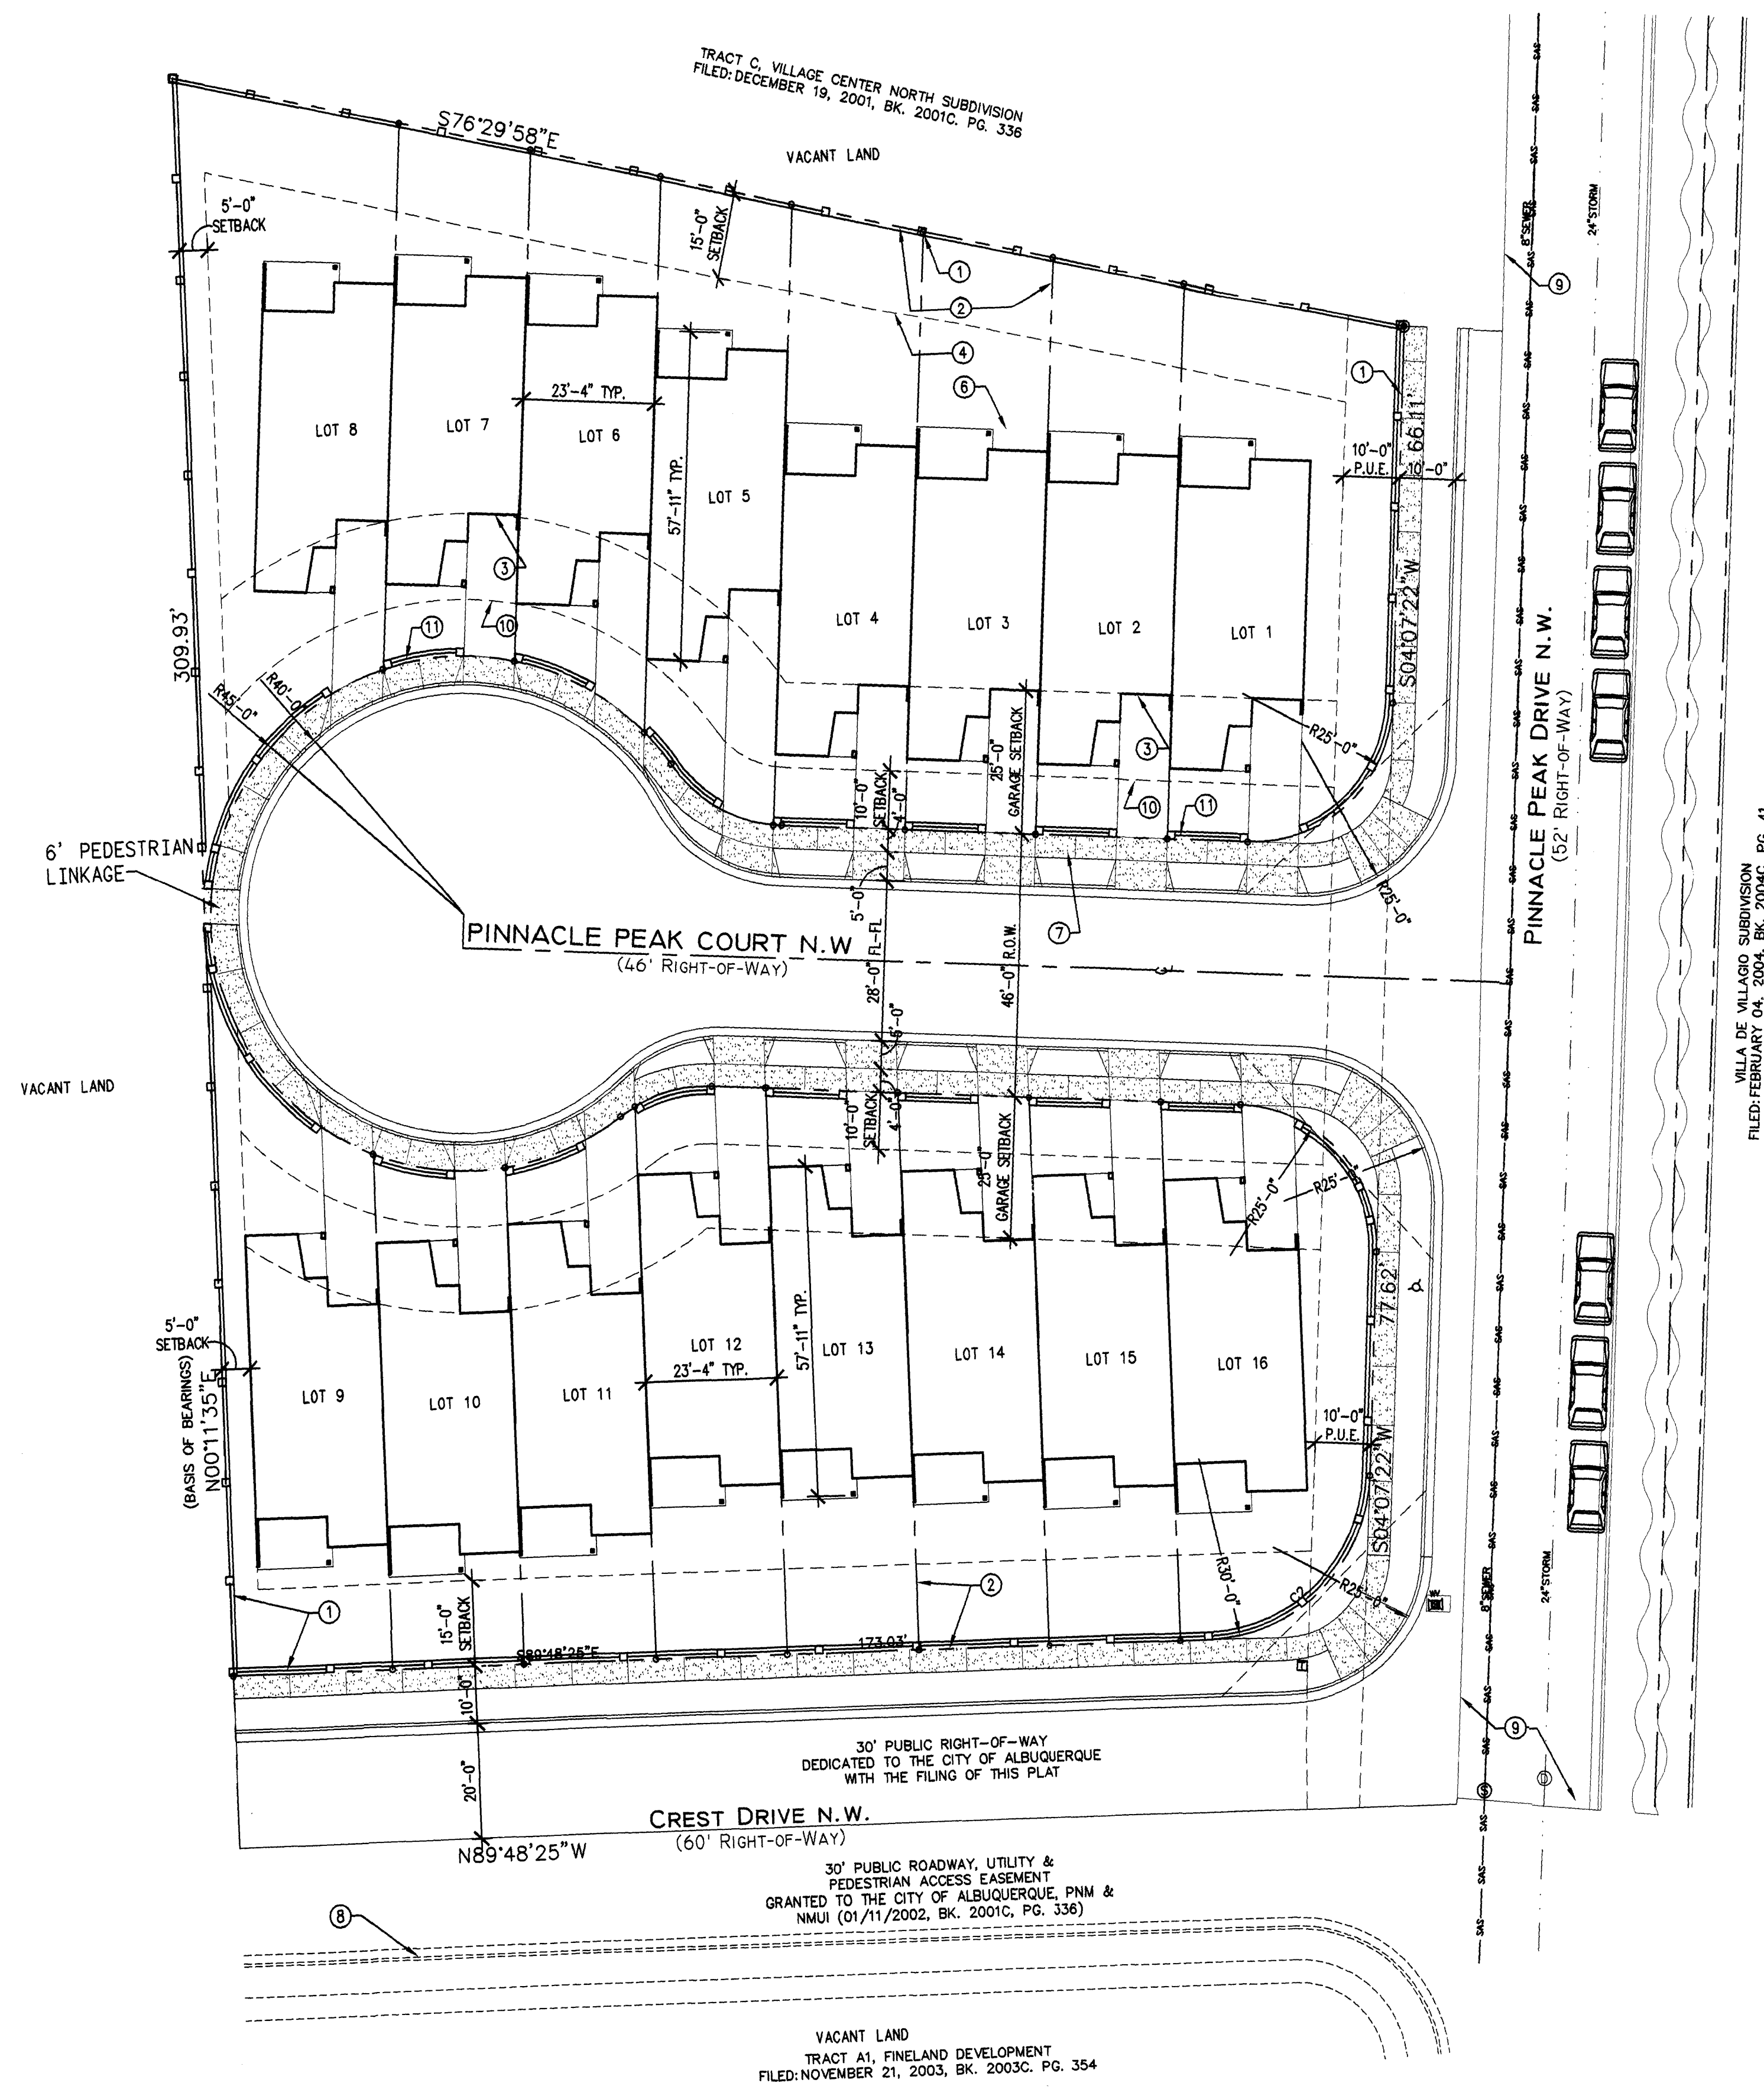 TRACT C, VILLAGE CENTER NORTH SUBDIVISION
FILED: DECEMBER 19, 2001, BK. 2001C. PG. 336
S76°29'58"E
VACANT LAND
5'-0"
SETBACK
15'-0"
SETBACK
1
2
4
6
1
8"SEWER
24"STORM
9
SAS
23'-4" TYP.
LOT 8
LOT 7
LOT 6
LOT 5
57'-11" TYP.
10'-0"
P.U.E.
10'-0"
66.11'
S04°07'22"W
LOT 4
LOT 3
LOT 2
LOT 1
3
10
11
309.93'
R45'-0"
R40'-0"
3
10
11
10'-0"
SETBACK
4'-0"
25'-0"
GARAGE SETBACK
R25'-0"
R25'-0"
PINNACLE PEAK DRIVE N.W.
(52' RIGHT-OF-WAY)
VILLA DE VILLAGIO SUBDIVISION
FILED: FEBRUARY 04, 2004, BK. 2004C PG. 41
6' PEDESTRIAN
LINKAGE
5'-0"
7
PINNACLE PEAK COURT N.W
(46' RIGHT-OF-WAY)
28'-0" FL-FL
46'-0" R.O.W.
5'-0"
VACANT LAND
10'-0"
SETBACK
4'-0"
25'-0"
GARAGE SETBACK
R25'-0"
R25'-
77.62'
5'-0"
SETBACK
(BASIS OF BEARINGS)
N00°11'35"E
LOT 9
LOT 10
LOT 11
LOT 12
23'-4" TYP.
57'-11" TYP.
LOT 13
LOT 14
LOT 15
LOT 16
10'-0"
P.U.E.
S04°07'22"W
R30'-0"
R25'-0"
C2
8"SEWER
24"STORM
1
2
15'-0"
SETBACK
S89°48'25"E
173.03'
10'-0"
20'-0"
9
30' PUBLIC RIGHT-OF-WAY
DEDICATED TO THE CITY OF ALBUQUERQUE
WITH THE FILING OF THIS PLAT
CREST DRIVE N.W.
(60' RIGHT-OF-WAY)
N89°48'25"W
30' PUBLIC ROADWAY, UTILITY &
PEDESTRIAN ACCESS EASEMENT
GRANTED TO THE CITY OF ALBUQUERQUE, PNM &
NMUI (01/11/2002, BK. 2001C, PG. 336)
8
VACANT LAND
TRACT A1, FINELAND DEVELOPMENT
FILED: NOVEMBER 21, 2003, BK. 2003C. PG. 354